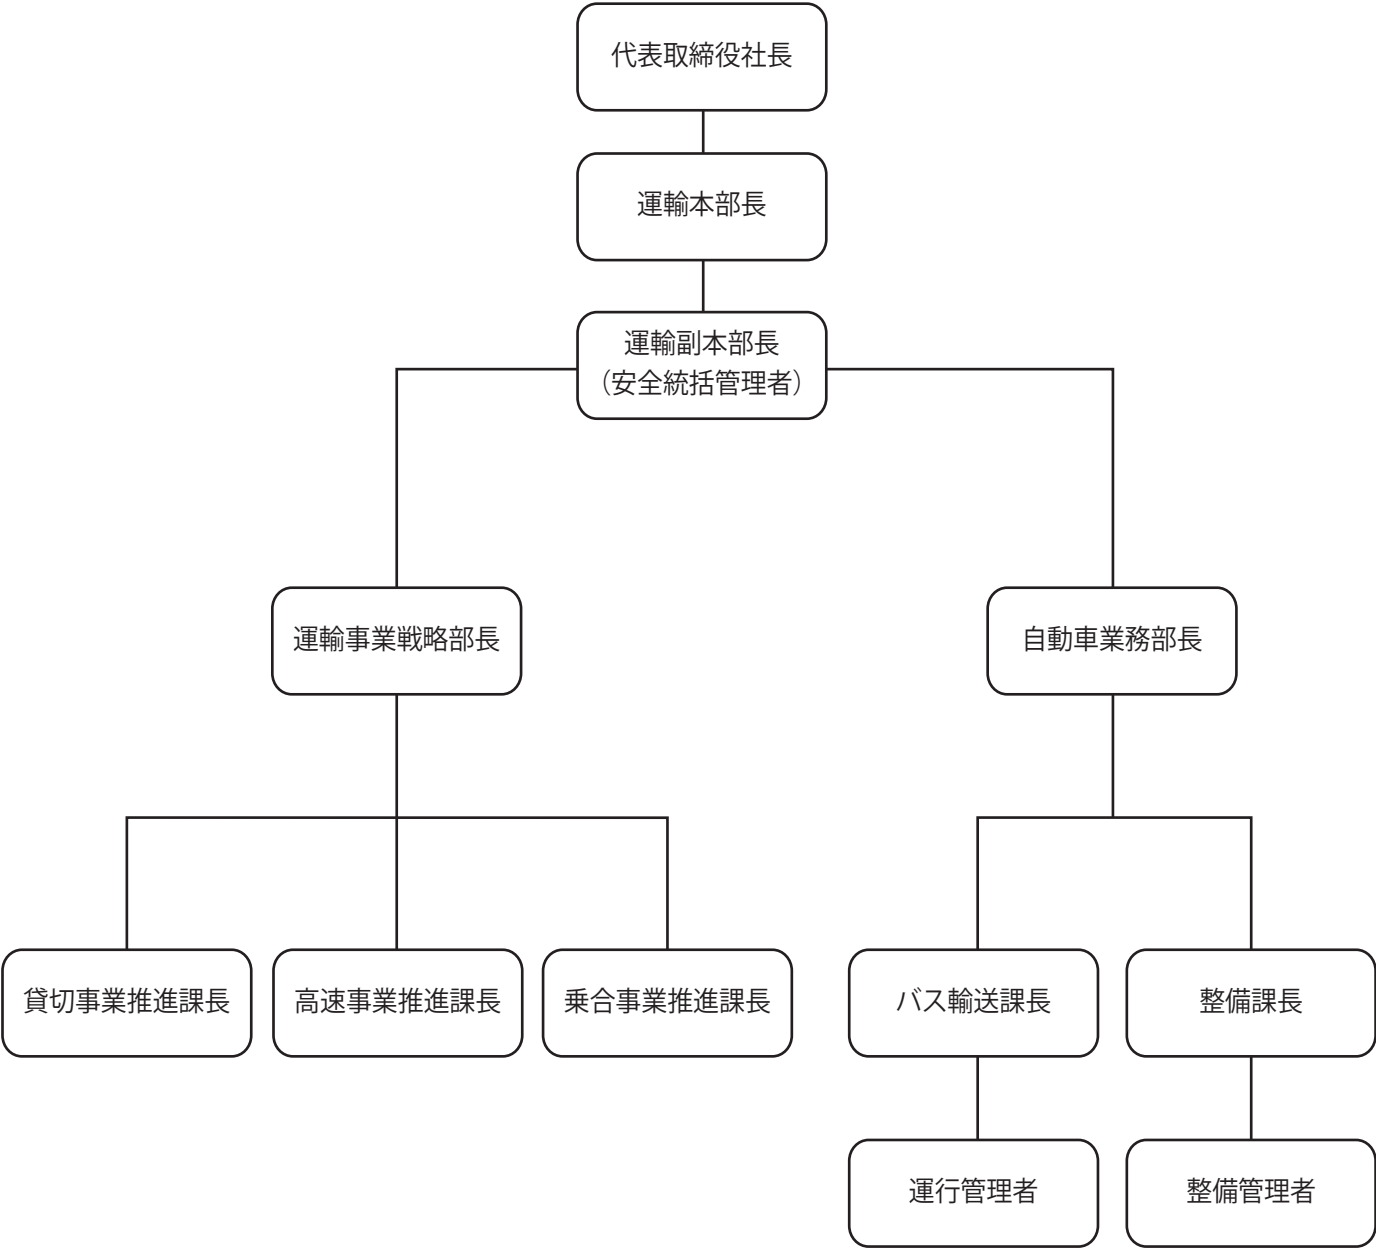 代表取締役社長
運輸本部長
運輸副本部長
（安全統括管理者）
運輸事業戦略部長
自動車業務部長
貸切事業推進課長
高速事業推進課長
乗合事業推進課長
バス輸送課長
整備課長
運行管理者
整備管理者